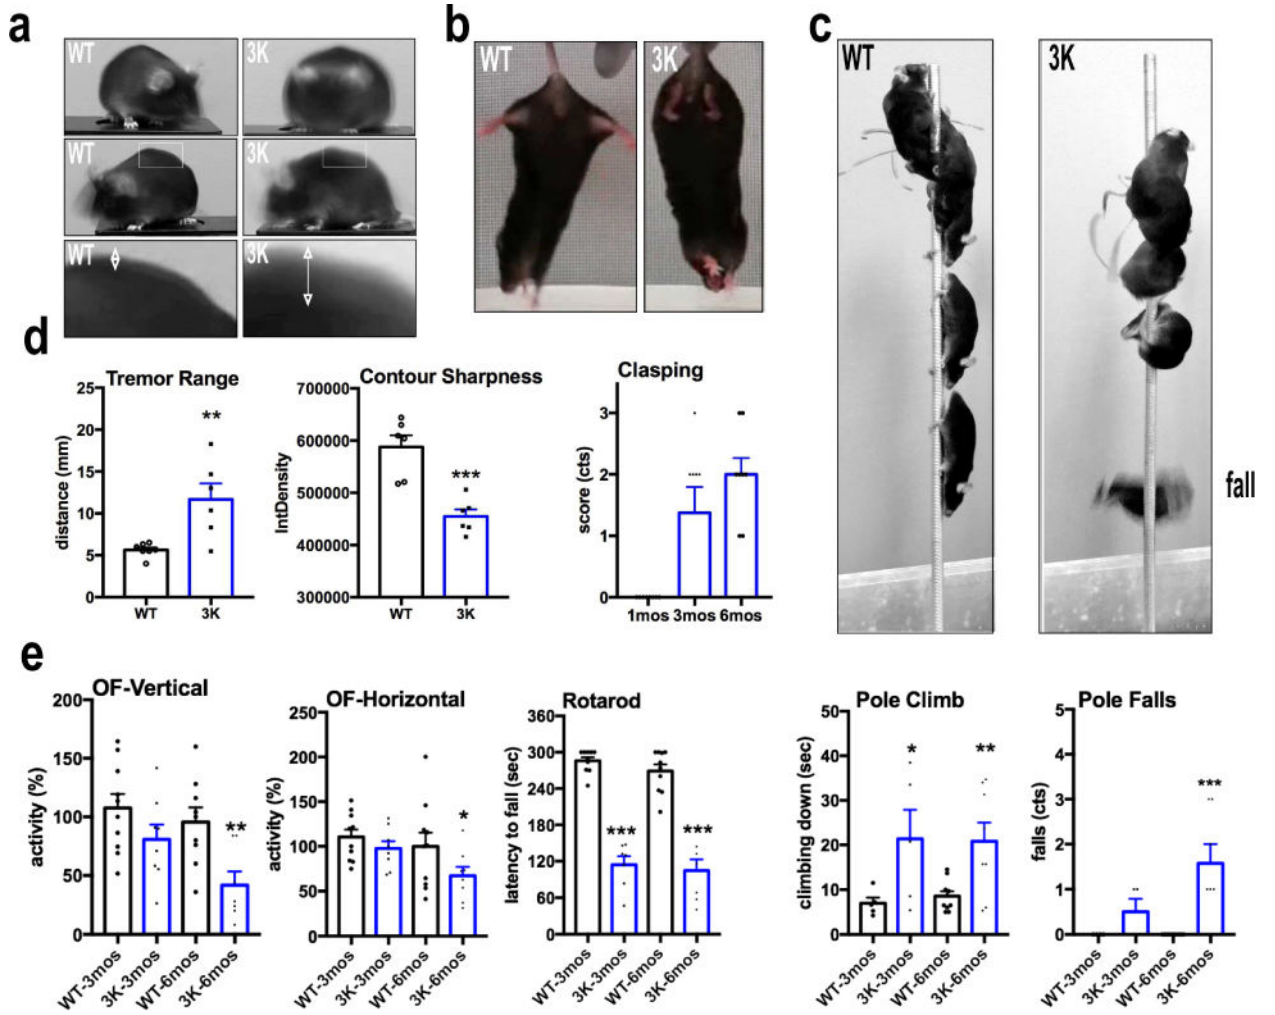 a
b
c
WT
3K
WT
3K
WT
3K
WT
3K
WT
3K
fall
d
Tremor Range
distance (mm)
25
20
15
10
5
0
**
WT
3K
Contour Sharpness
IntDensity
700000
600000
500000
400000
300000
***
WT
3K
Clasping
score (cts)
3
2
1
0
1mos
3mos
6mos
e
OF-Vertical
activity (%)
200
150
100
50
0
**
WT-3mos
3K-3mos
WT-6mos
3K-6mos
OF-Horizontal
activity (%)
250
200
150
100
50
0
*
WT-3mos
3K-3mos
WT-6mos
3K-6mos
Rotarod
latency to fall (sec)
360
300
240
180
120
60
0
***
***
WT-3mos
3K-3mos
WT-6mos
3K-6mos
Pole Climb
climbing down (sec)
50
40
30
20
10
0
*
**
WT-3mos
3K-3mos
WT-6mos
3K-6mos
Pole Falls
falls (cts)
5
4
3
2
1
0
***
WT-3mos
3K-3mos
WT-6mos
3K-6mos